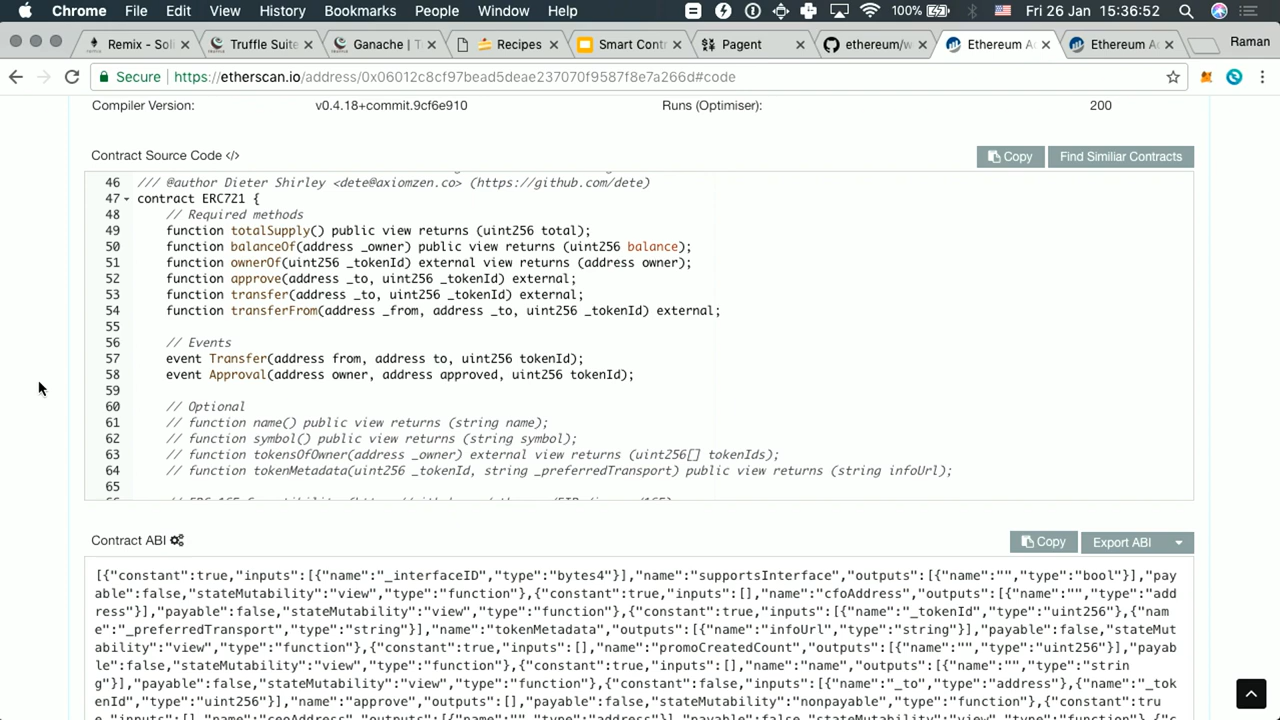 Chrome File Edit View History Bookmarks People Window Help 100% Fri 26 Jan 15:36:52
Remix - Soli × Truffle Suite × Ganache | T × Recipes × Smart Contr × Pagent × ethereum/w × Ethereum Ac × Ethereum Ac × Raman
Secure | https://etherscan.io/address/0x06012c8cf97bead5deae237070f9587f8e7a266d#code
Compiler Version: v0.4.18+commit.9cf6e910 Runs (Optimiser): 200
Contract Source Code </> Copy Find Similiar Contracts
46 /// @author Dieter Shirley <dete@axiomzen.co> (https://github.com/dete)
47 contract ERC721 {
48 // Required methods
49 function totalSupply() public view returns (uint256 total);
50 function balanceOf(address _owner) public view returns (uint256 balance);
51 function ownerOf(uint256 _tokenId) external view returns (address owner);
52 function approve(address _to, uint256 _tokenId) external;
53 function transfer(address _to, uint256 _tokenId) external;
54 function transferFrom(address _from, address _to, uint256 _tokenId) external;
55
56 // Events
57 event Transfer(address from, address to, uint256 tokenId);
58 event Approval(address owner, address approved, uint256 tokenId);
59
60 // Optional
61 // function name() public view returns (string name);
62 // function symbol() public view returns (string symbol);
63 // function tokensOfOwner(address _owner) external view returns (uint256[] tokenIds);
64 // function tokenMetadata(uint256 _tokenId, string _preferredTransport) public view returns (string infoUrl);
65
Contract ABI Copy Export ABI
[{"constant":true,"inputs":[{"name":"_interfaceID","type":"bytes4"}],"name":"supportsInterface","outputs":[{"name":"","type":"bool"}],"pay
able":false,"stateMutability":"view","type":"function"},{"constant":true,"inputs":[],"name":"cfoAddress","outputs":[{"name":"","type":"add
ress"}],"payable":false,"stateMutability":"view","type":"function"},{"constant":true,"inputs":[{"name":"_tokenId","type":"uint256"},{"nam
e":"_preferredTransport","type":"string"}],"name":"tokenMetadata","outputs":[{"name":"infoUrl","type":"string"}],"payable":false,"stateMut
ability":"view","type":"function"},{"constant":true,"inputs":[],"name":"promoCreatedCount","outputs":[{"name":"","type":"uint256"}],"payab
le":false,"stateMutability":"view","type":"function"},{"constant":true,"inputs":[],"name":"name","outputs":[{"name":"","type":"strin
g"}],"payable":false,"stateMutability":"view","type":"function"},{"constant":false,"inputs":[{"name":"_to","type":"address"},{"name":"_tok
enId","type":"uint256"}],"name":"approve","outputs":[],"payable":false,"stateMutability":"nonpayable","type":"function"},{"constant":tru